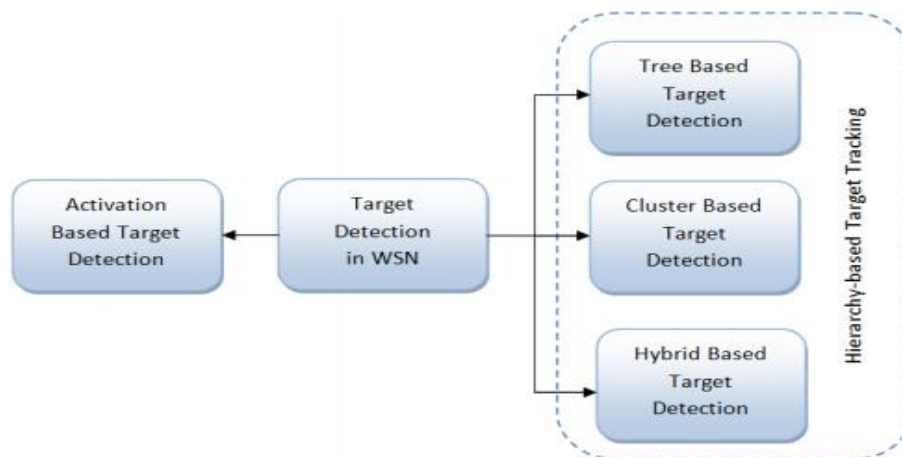 Activation
Based Target
Detection
Target
Detection
in WSN
Tree Based
Target
Detection
Cluster Based
Target
Detection
Hybrid Based
Target
Detection
Hierarchy-based Target Tracking